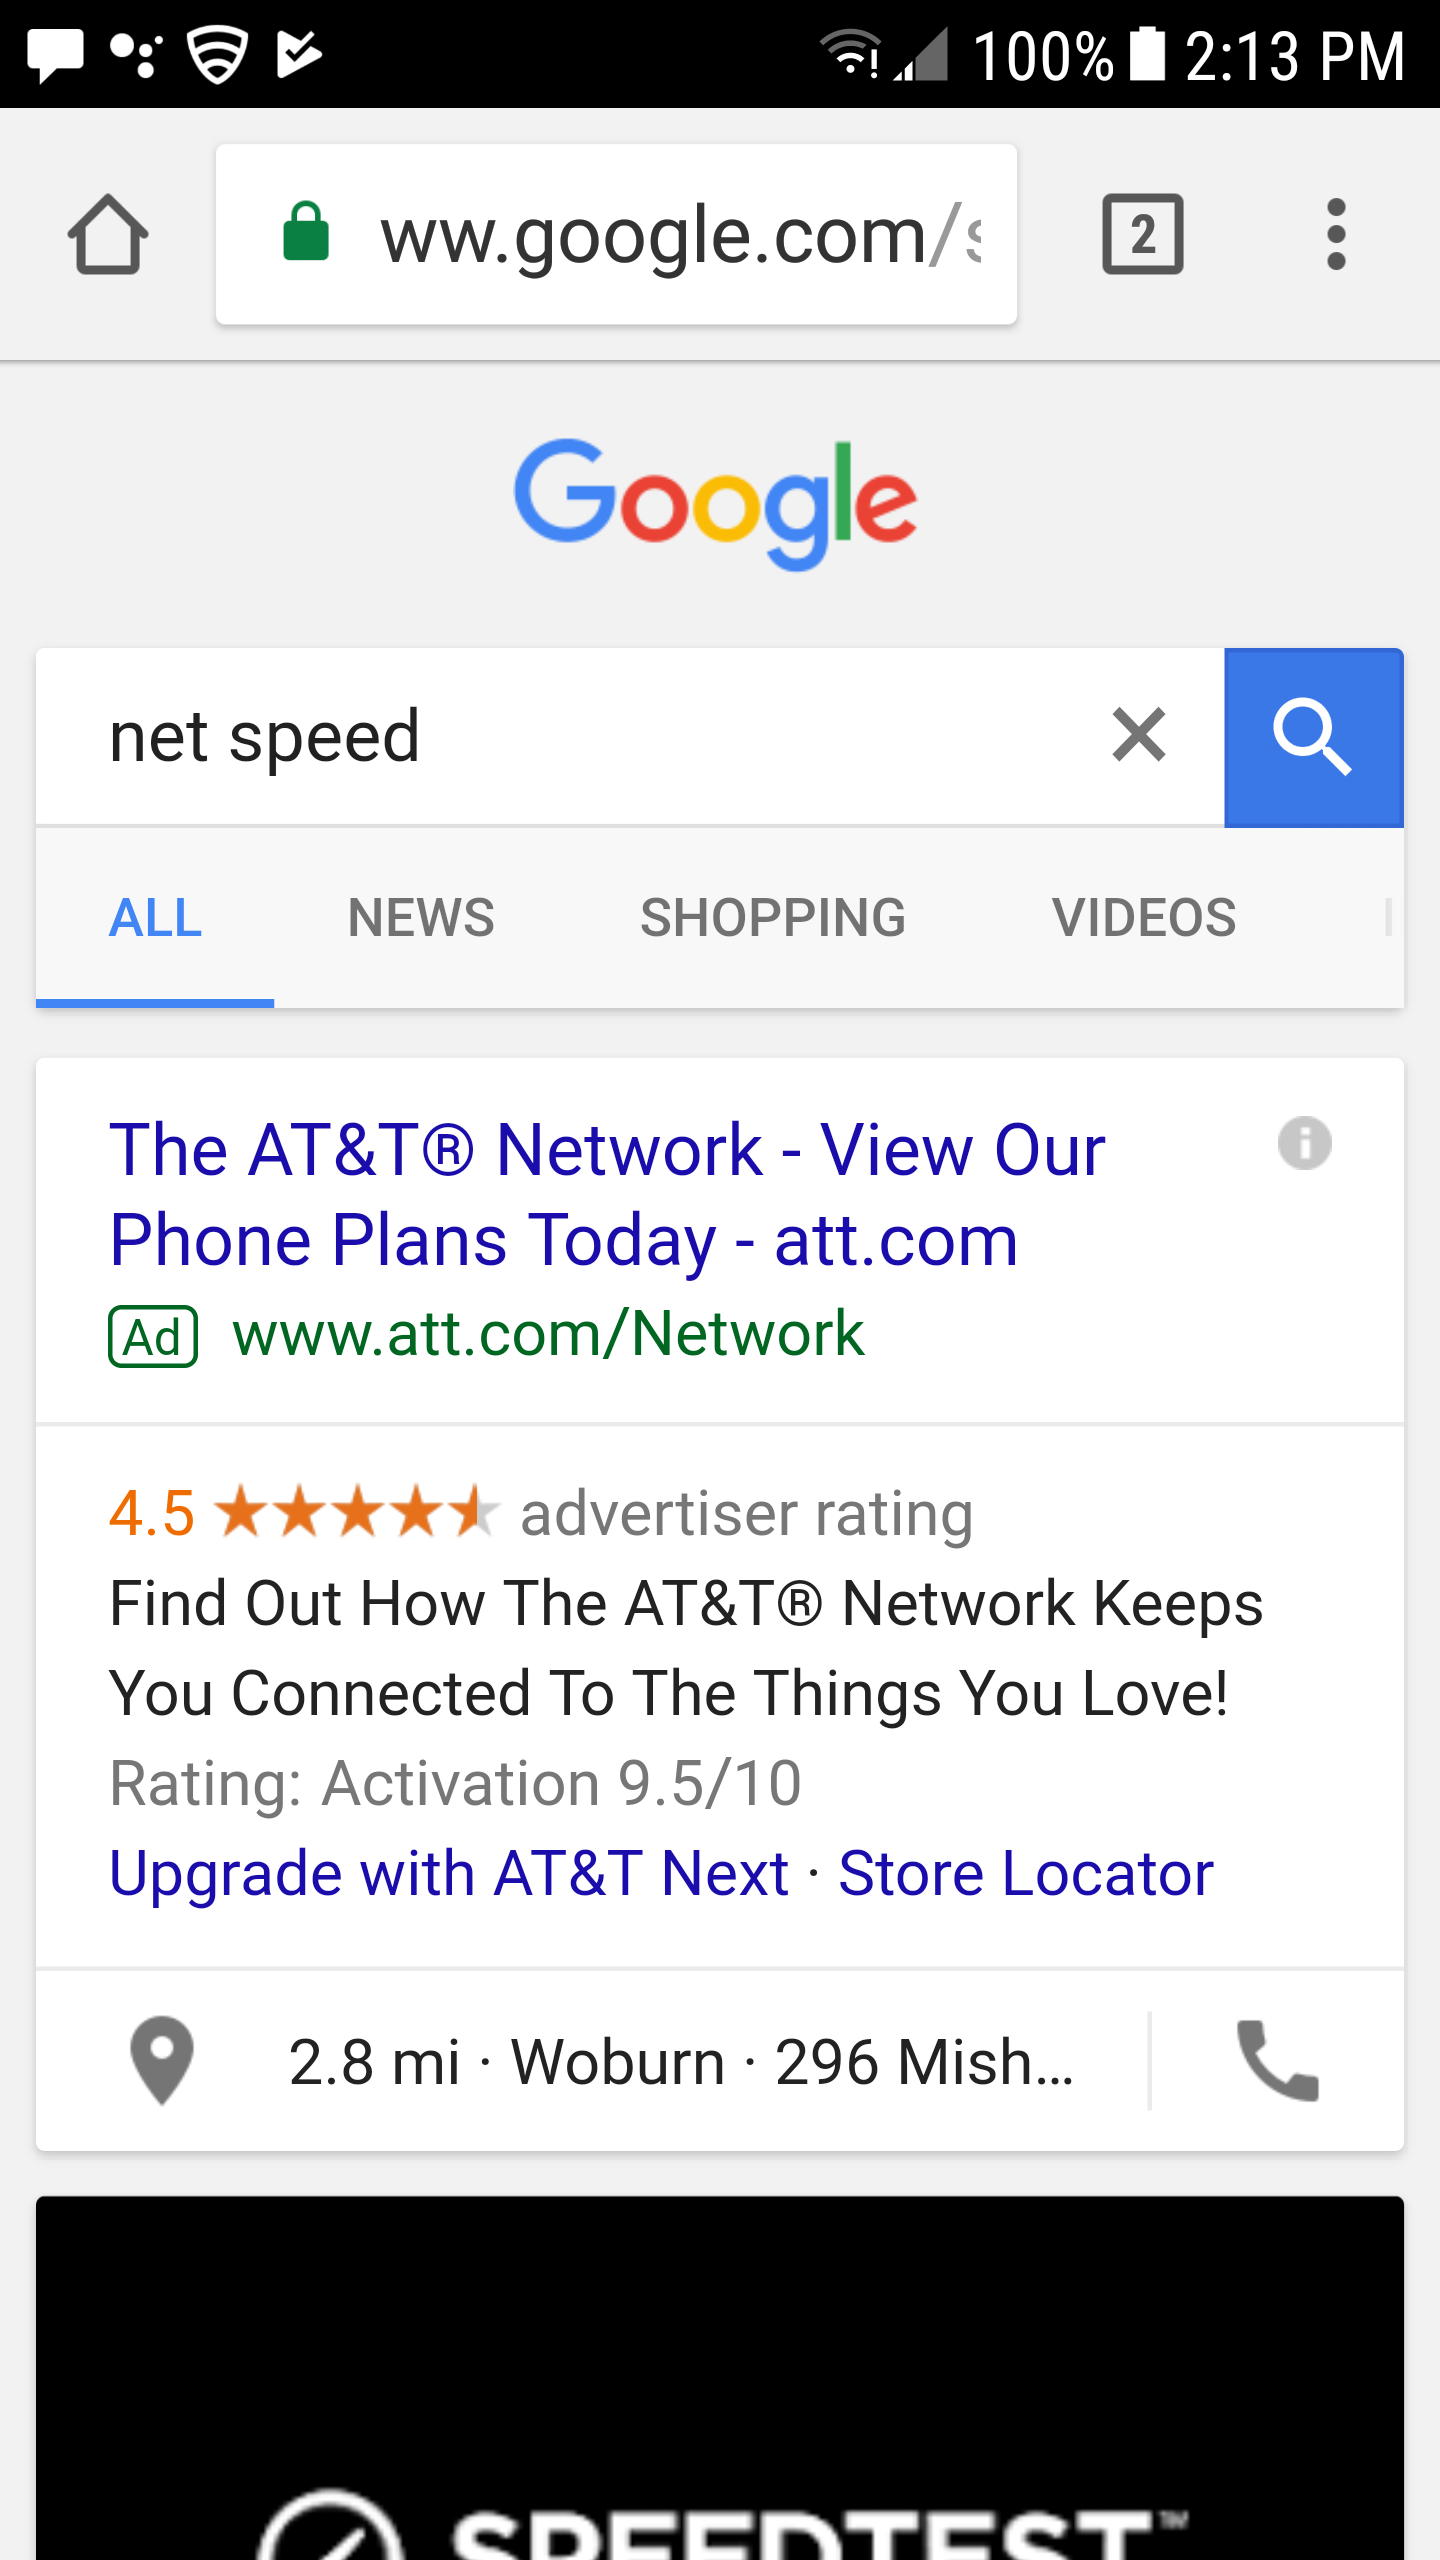 100% 2:13 PM
ww.google.com/s
2
Google
net speed
ALL NEWS SHOPPING VIDEOS
The AT&T® Network - View Our
Phone Plans Today - att.com
Ad www.att.com/Network
4.5 advertiser rating
Find Out How The AT&T® Network Keeps
You Connected To The Things You Love!
Rating: Activation 9.5/10
Upgrade with AT&T Next · Store Locator
2.8 mi · Woburn · 296 Mish...
SPEEDTEST™